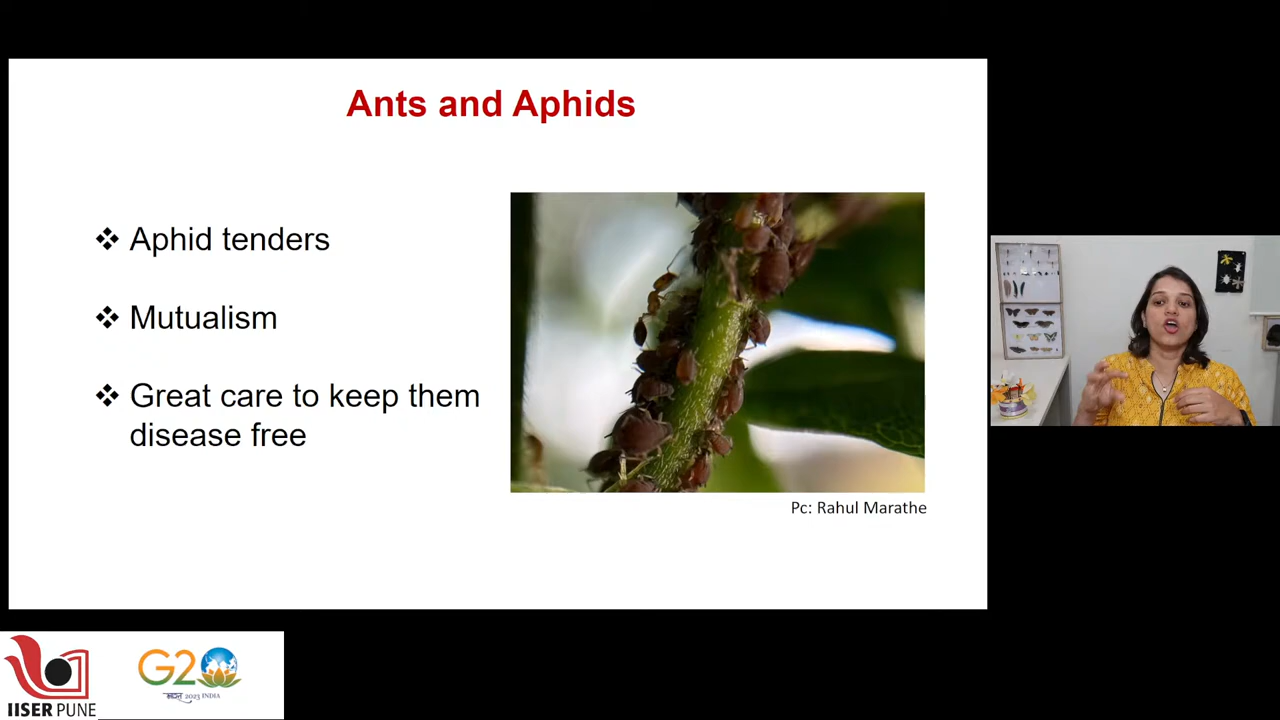 Ants and Aphids
❖ Aphid tenders
❖ Mutualism
❖ Great care to keep them
disease free
Pc: Rahul Marathe
IISER PUNE
G20
भारत 2023 INDIA